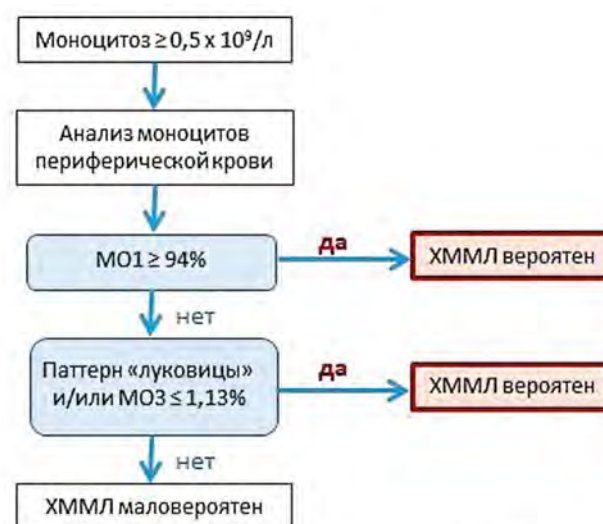 Моноцитоз ≥ 0,5 x 10⁹/л
Анализ моноцитов
периферической крови
МО1 ≥ 94%
да
ХММЛ вероятен
нет
Паттерн «луковицы»
и/или МО3 ≤ 1,13%
да
ХММЛ вероятен
нет
ХММЛ маловероятен